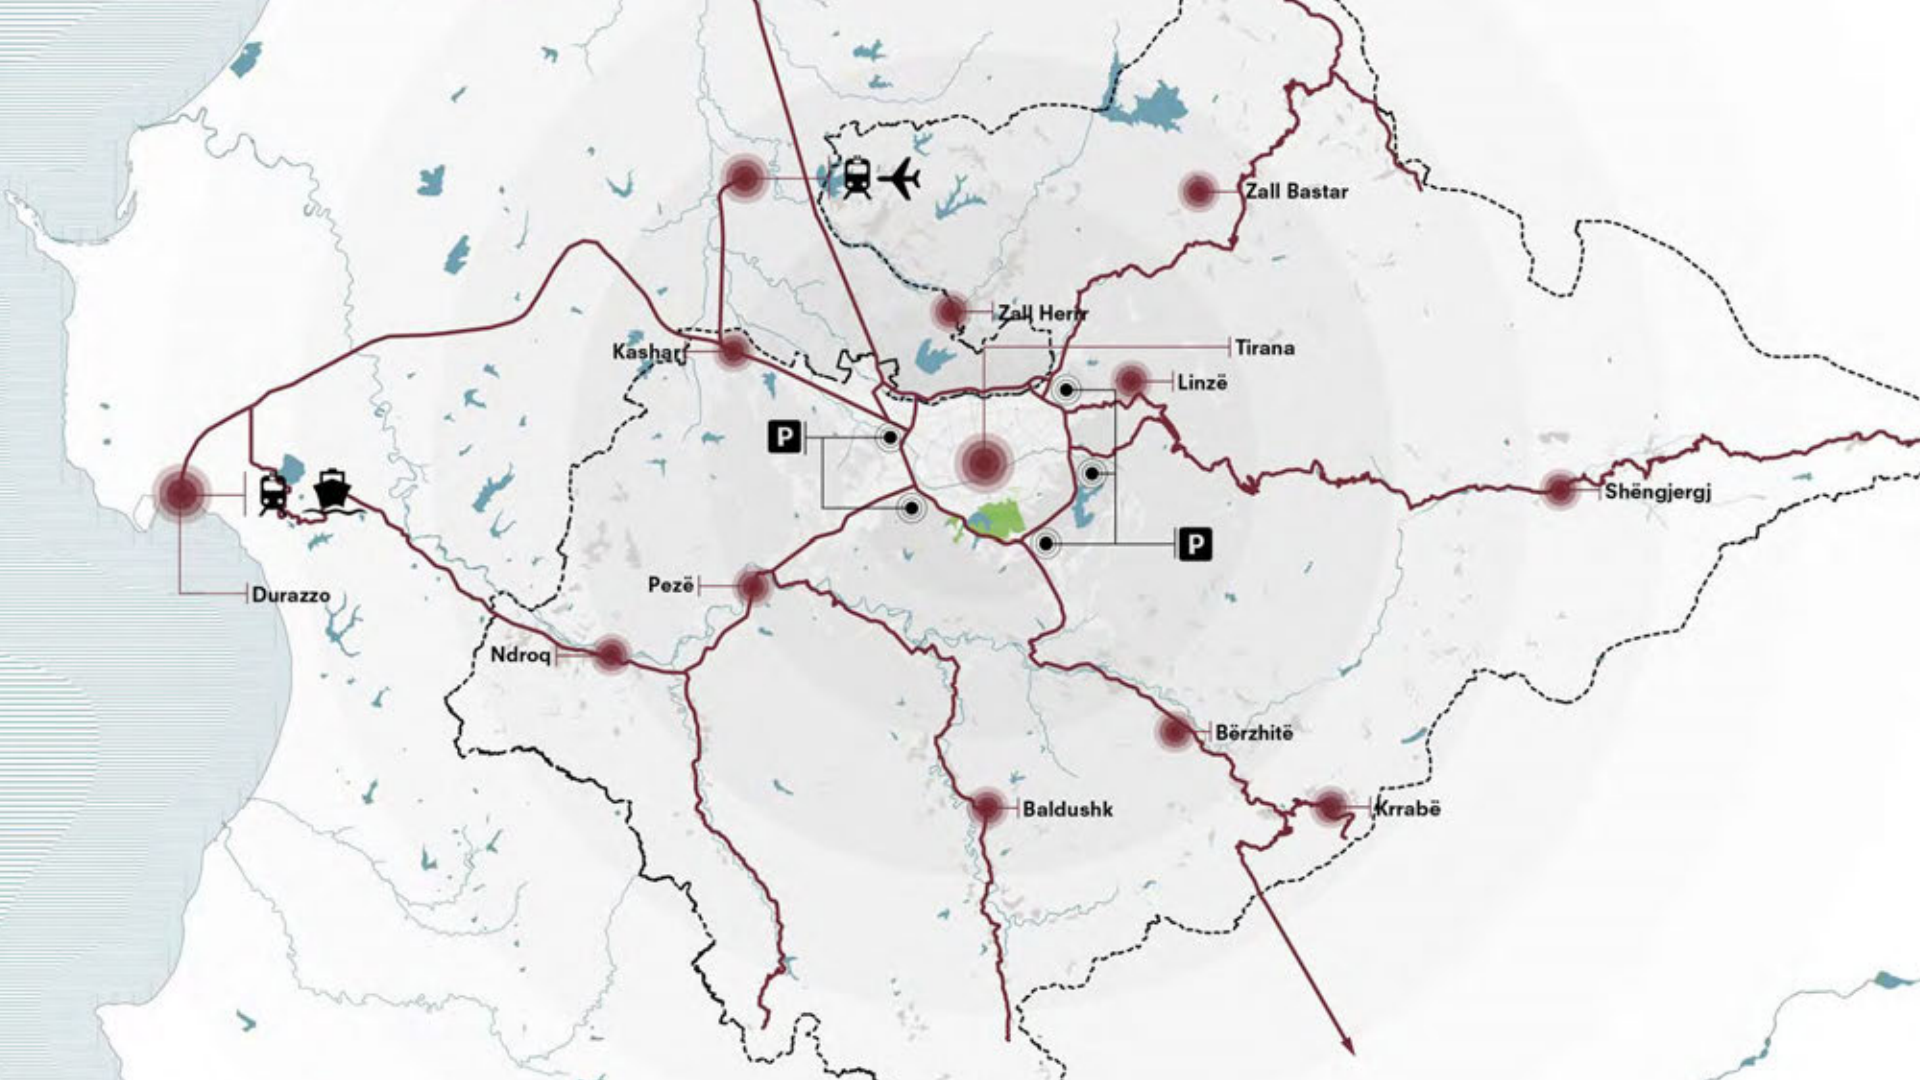 Zall Bastar
Zall Herr
Tirana
Kashar
Linzë
P
Shëngjergj
P
Pezë
Durazzo
Ndroq
Bërzhitë
Baldushk
Krrabë